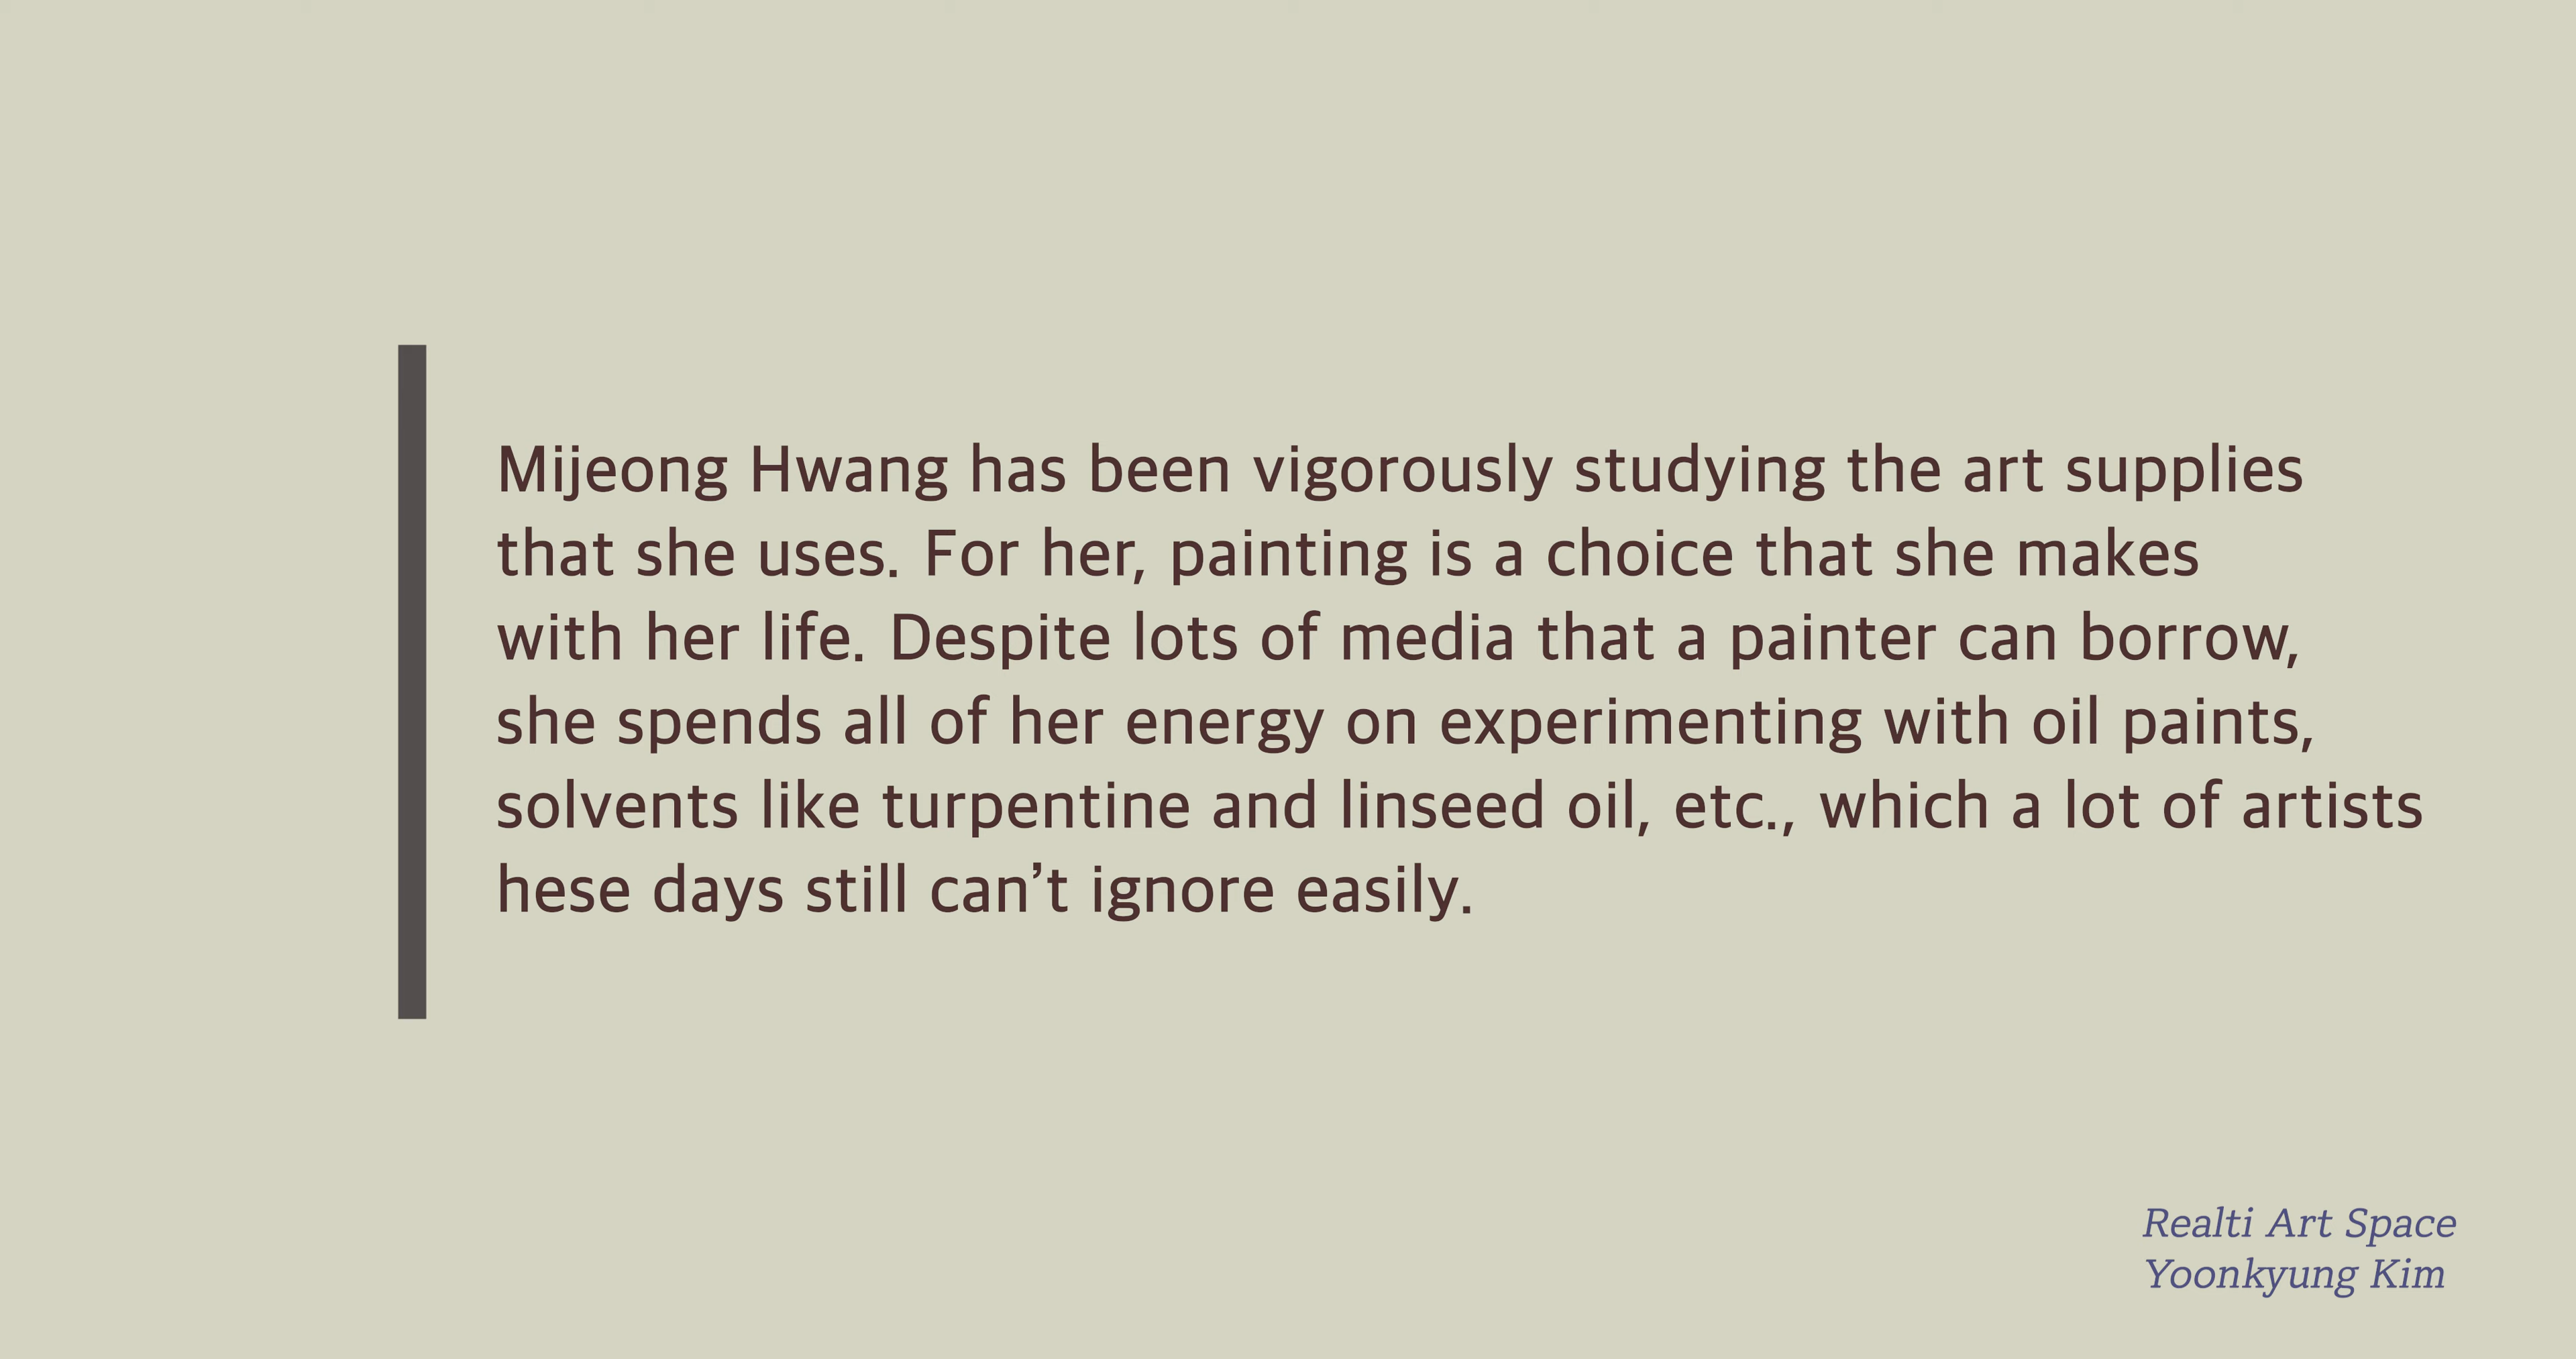 Mijeong Hwang has been vigorously studying the art supplies
that she uses. For her, painting is a choice that she makes
with her life. Despite lots of media that a painter can borrow,
she spends all of her energy on experimenting with oil paints,
solvents like turpentine and linseed oil, etc., which a lot of artists
hese days still can’t ignore easily.
Realti Art Space
Yoonkyung Kim